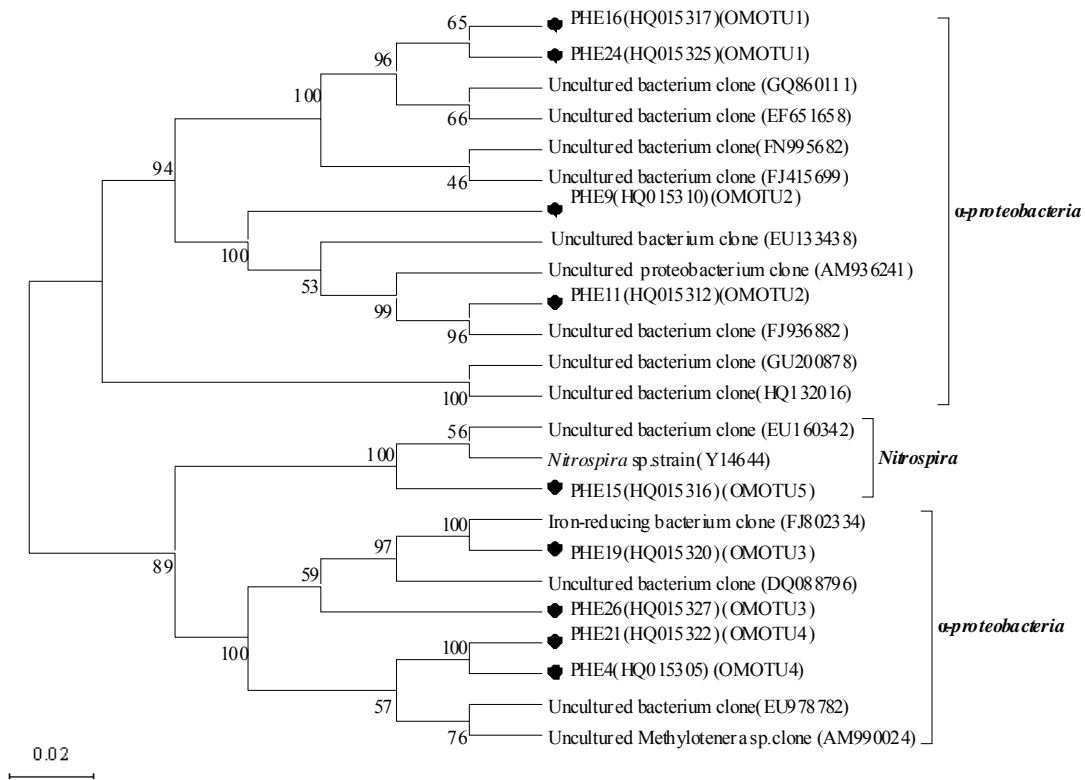 65
PHE16(HQ015317)(OMOTU1)
96
PHE24(HQ015325)(OMOTU1)
100
Uncultured bacterium clone (GQ860111)
66
Uncultured bacterium clone (EF651658)
Uncultured bacterium clone(FN995682)
94
46
Uncultured bacterium clone (FJ415699)
PHE9(HQ015310)(OMOTU2)
α-proteobacteria
100
Uncultured bacterium clone (EU133438)
53
Uncultured proteobacterium clone (AM936241)
99
PHE11(HQ015312)(OMOTU2)
96
Uncultured bacterium clone (FJ936882)
Uncultured bacterium clone (GU200878)
100
Uncultured bacterium clone(HQ132016)
56
Uncultured bacterium clone (EU160342)
100
Nitrospira sp.strain(Y14644)
Nitrospira
PHE15(HQ015316)(OMOTU5)
100
Iron-reducing bacterium clone (FJ802334)
97
PHE19(HQ015320)(OMOTU3)
89
59
Uncultured bacterium clone (DQ088796)
PHE26(HQ015327)(OMOTU3)
α-proteobacteria
100
PHE21(HQ015322)(OMOTU4)
100
PHE4(HQ015305)(OMOTU4)
57
Uncultured bacterium clone(EU978782)
76
Uncultured Methylotenera sp.clone (AM990024)
0.02